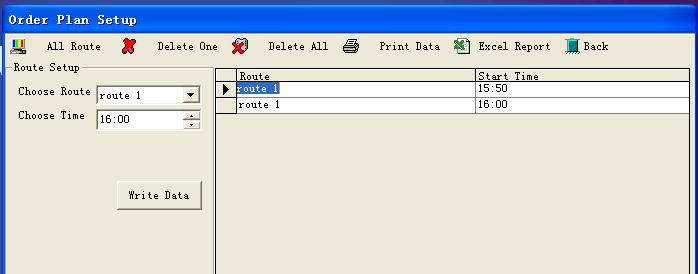 Order Plan Setup
All Route Delete One Delete All Print Data Excel Report Back
Route Setup
Choose Route route 1
Choose Time 16:00
Write Data
Route Start Time
route 1 15:50
route 1 16:00